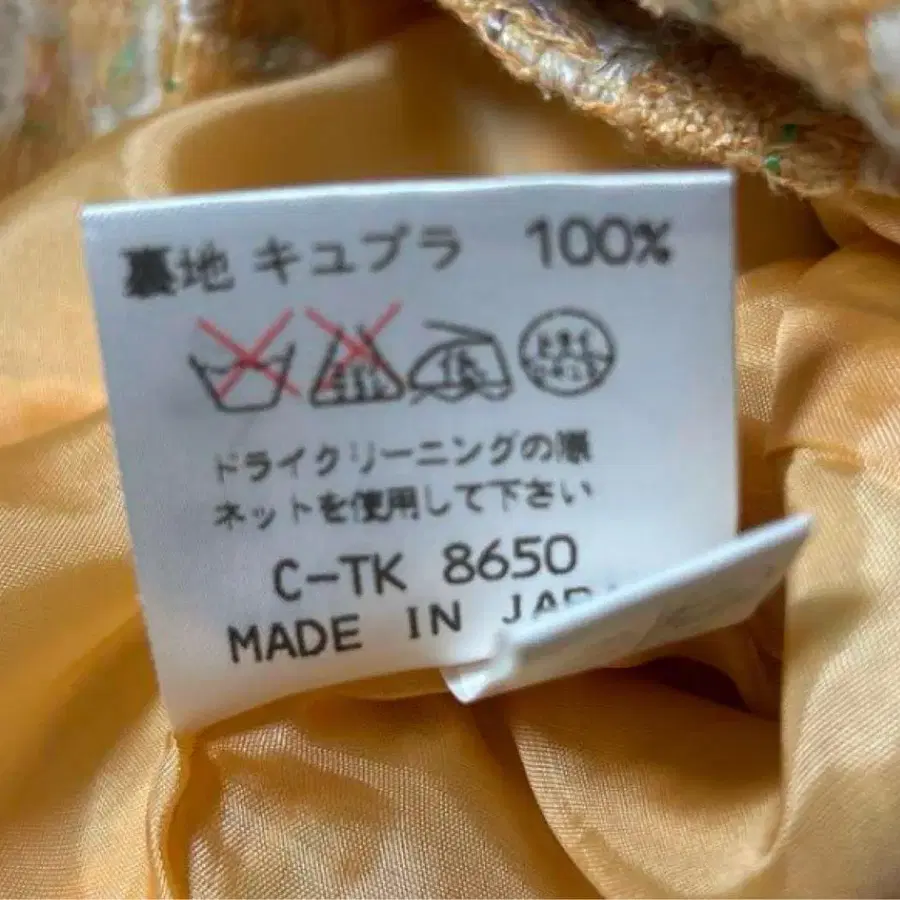 裏地 キュプラ 100%
ドライクリーニングの際
ネットを使用して下さい
C-TK 8650
MADE IN